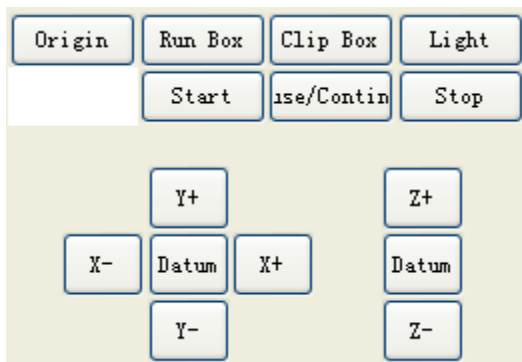 Origin Run Box Clip Box Light
Start use/Contin Stop
Y+ Z+
X- Datum X+ Datum
Y- Z-